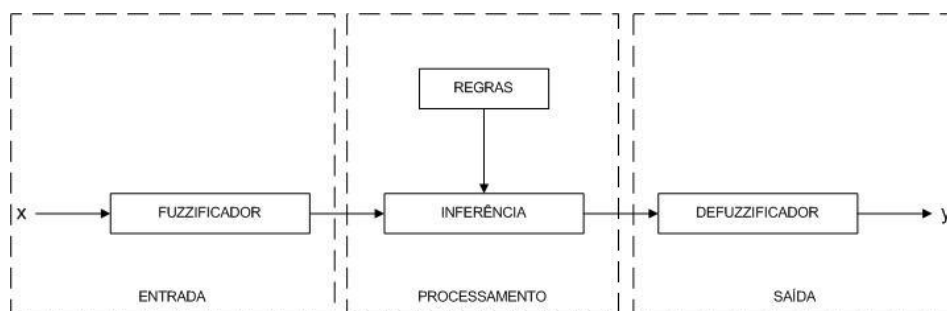 REGRAS
x
FUZZIFICADOR
INFERÊNCIA
DEFUZZIFICADOR
y
ENTRADA
PROCESSAMENTO
SAÍDA